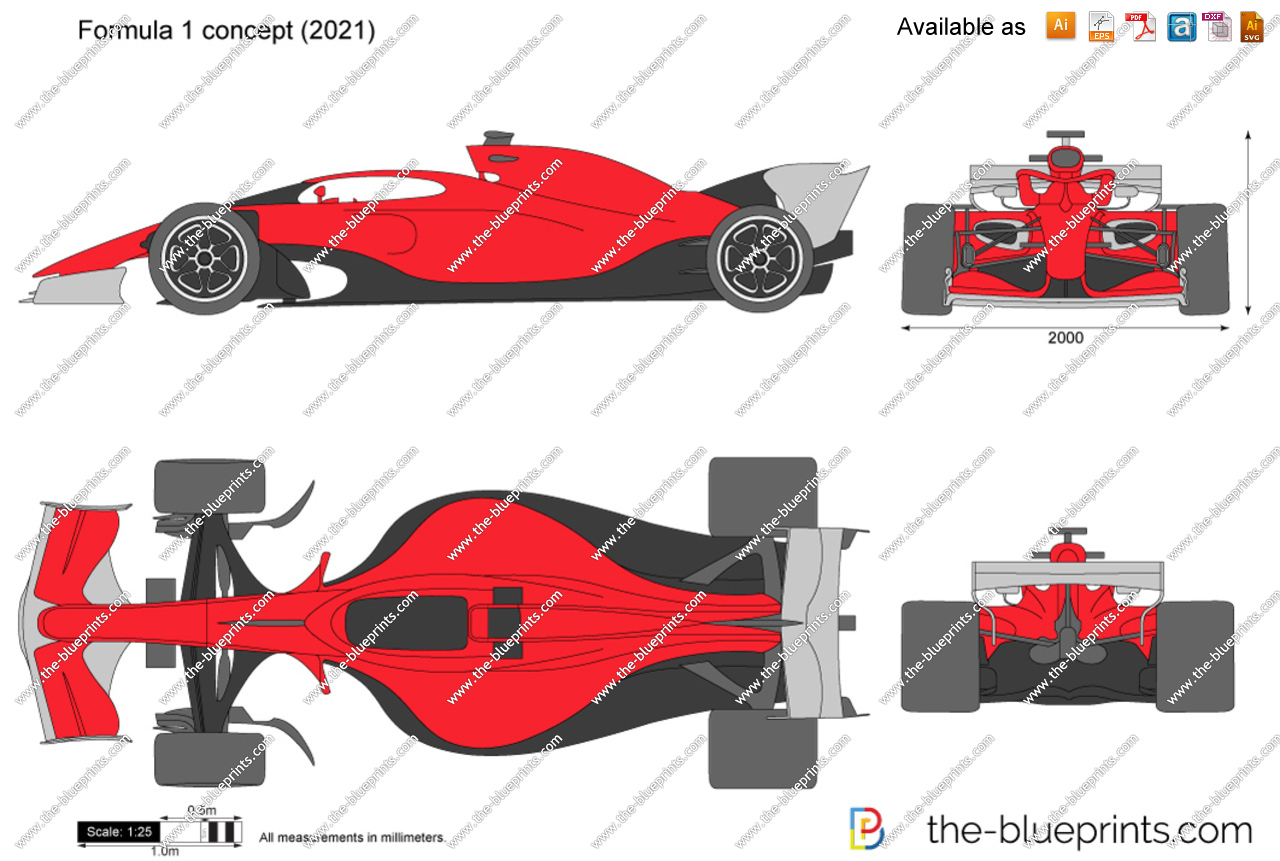 Formula 1 concept (2021)
Available as
Ai
EPS
PDF
a
DXF
Ai
SVG
2000
0.5m
Scale: 1:25
1.0m
All measurements in millimeters.
the-blueprints.com
www.the-blueprints.com